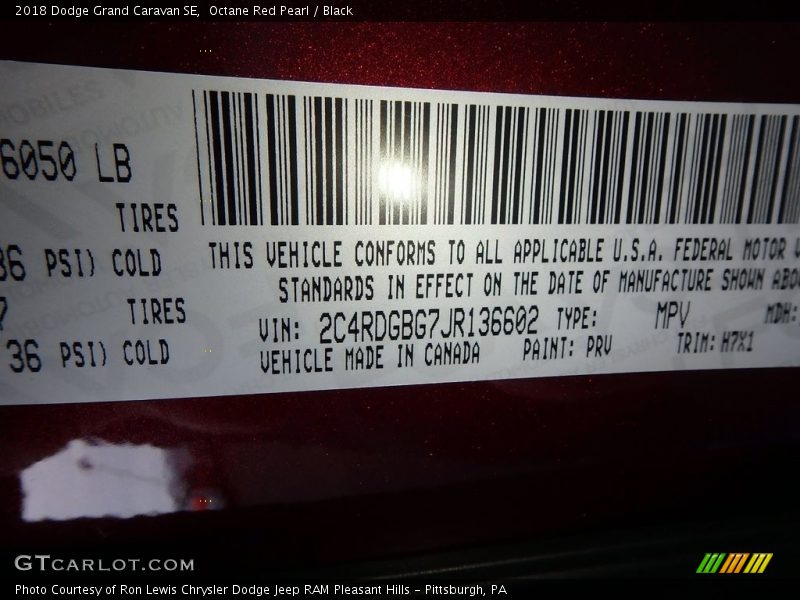 2018 Dodge Grand Caravan SE,  Octane Red Pearl / Black
6050 LB
TIRES
36 PSI) COLD
7 TIRES
36 PSI) COLD
THIS VEHICLE CONFORMS TO ALL APPLICABLE U.S.A. FEDERAL MOTOR
STANDARDS IN EFFECT ON THE DATE OF MANUFACTURE SHOWN ABO
VIN: 2C4RDGBG7JR136602 TYPE: MPV MDH:
VEHICLE MADE IN CANADA PAINT: PRV TRIM: H7X1
GTCARLOT.COM
Photo Courtesy of Ron Lewis Chrysler Dodge Jeep RAM Pleasant Hills - Pittsburgh, PA